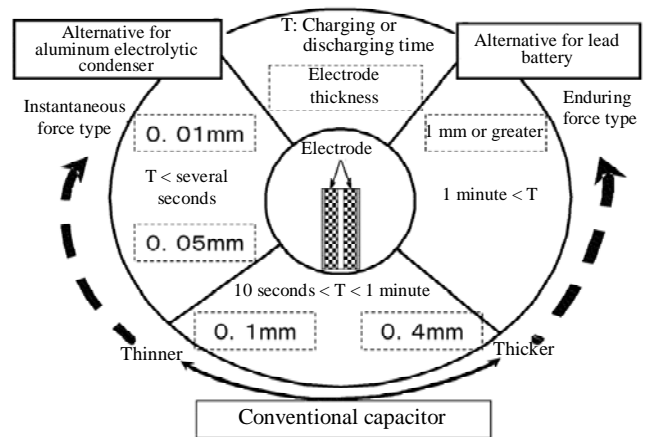 Alternative for
aluminum electrolytic
condenser
T: Charging or
discharging time
Alternative for lead
battery
Electrode
thickness
Instantaneous
force type
Enduring
force type
0. 01mm
1 mm or greater
Electrode
T < several
seconds
1 minute < T
0. 05mm
10 seconds < T < 1 minute
0. 1mm
0. 4mm
Thinner
Thicker
Conventional capacitor